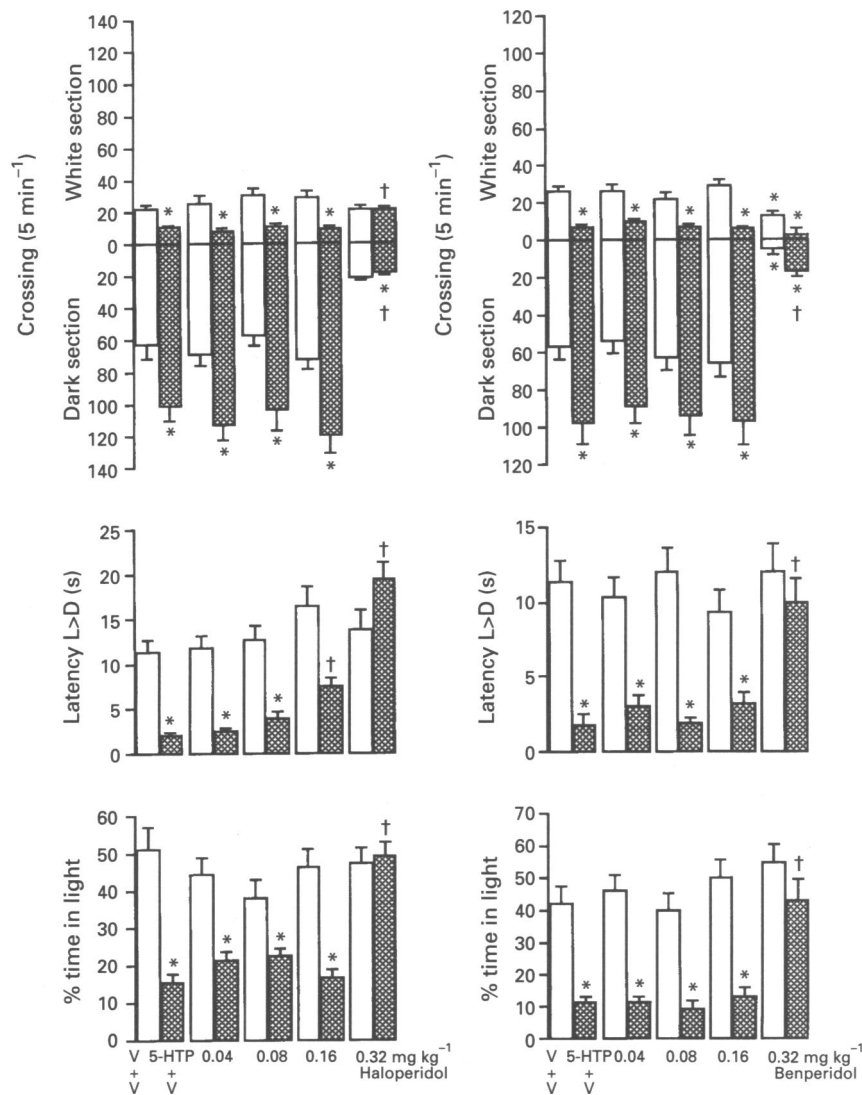 Crossing (5 min⁻¹)
White section
Dark section
140
120
100
80
60
40
20
0
20
40
60
80
100
120
140
* * * * †
* †
* * * *
Crossing (5 min⁻¹)
White section
Dark section
120
100
80
60
40
20
0
20
40
60
80
100
120
* * * * * *
* * †
* * * *
Latency L>D (s)
25
20
15
10
5
0
* * * † †
Latency L>D (s)
15
10
5
0
* * * * †
% time in light
60
50
40
30
20
10
0
* * * * †
V + V 5-HTP + V 0.04 0.08 0.16 0.32 mg kg⁻¹
Haloperidol
% time in light
70
60
50
40
30
20
10
0
* * * * †
V + V 5-HTP + V 0.04 0.08 0.16 0.32 mg kg⁻¹
Benperidol